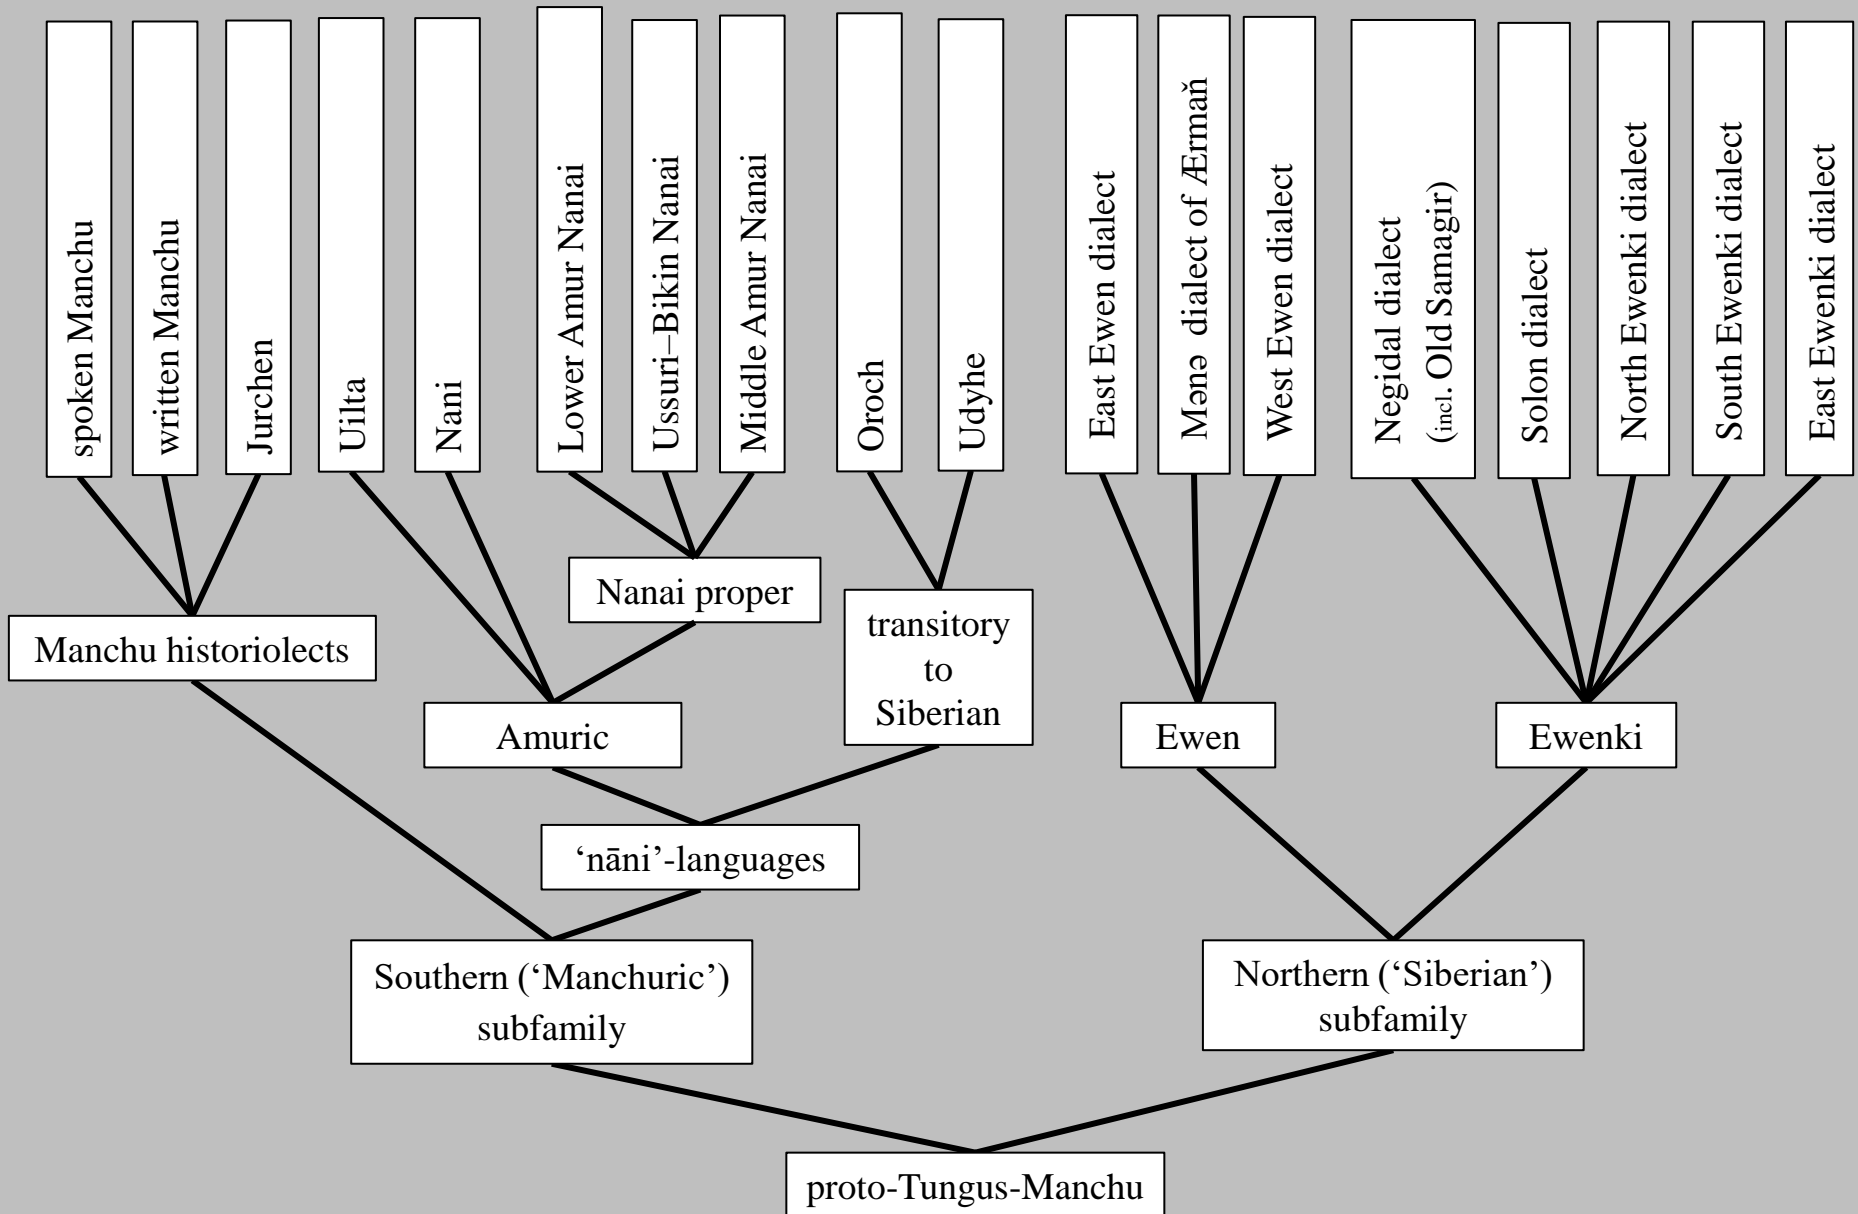 spoken Manchu
written Manchu
Jurchen
Uilta
Nani
Lower Amur Nanai
Ussuri–Bikin Nanai
Middle Amur Nanai
Oroch
Udyhe
East Ewen dialect
Mənə dialect of Ærmaň
West Ewen dialect
Negidal dialect
(incl. Old Samagir)
Solon dialect
North Ewenki dialect
South Ewenki dialect
East Ewenki dialect
Nanai proper
Manchu historiolects
transitory
to
Siberian
Amuric
Ewen
Ewenki
‘nāni’-languages
Southern (‘Manchuric’)
subfamily
Northern (‘Siberian’)
subfamily
proto-Tungus-Manchu